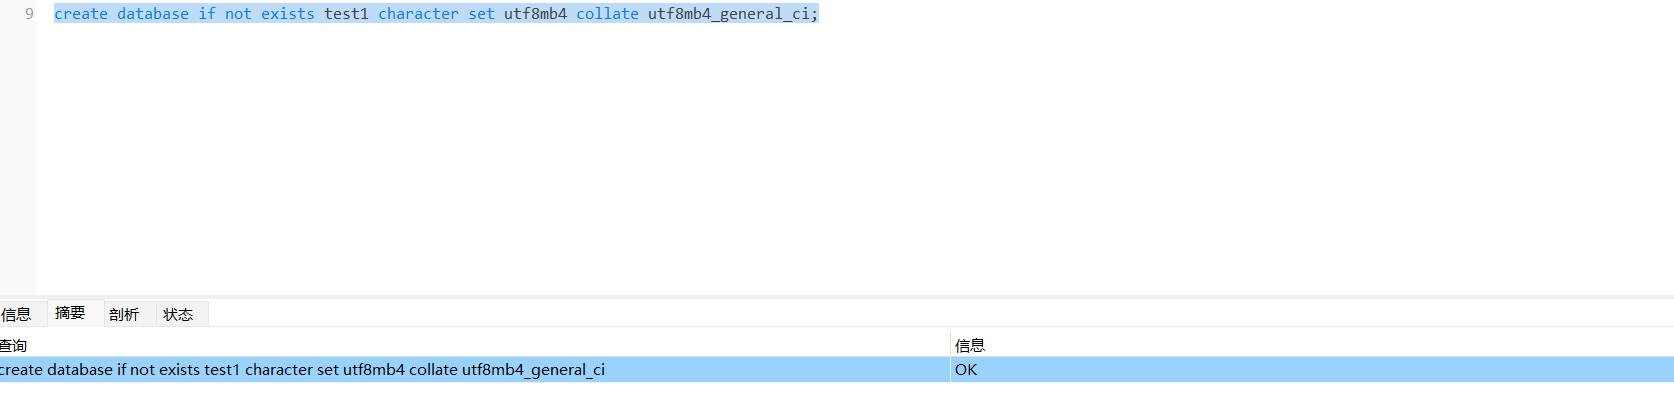 9 create database if not exists test1 character set utf8mb4 collate utf8mb4_general_ci;
信息 摘要 剖析 状态
查询 信息
create database if not exists test1 character set utf8mb4 collate utf8mb4_general_ci OK